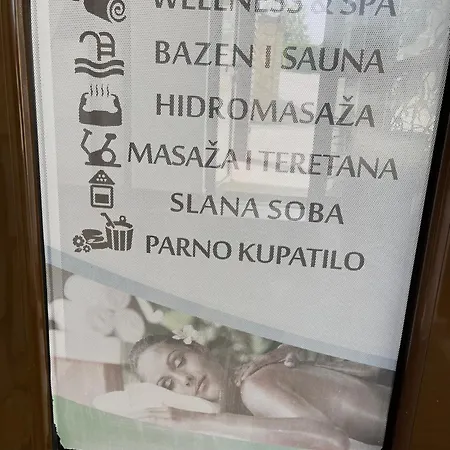 WELLNESS & SPA
BAZEN I SAUNA
HIDROMASAŽA
MASAŽA I TERETANA
SLANA SOBA
PARNO KUPATILO